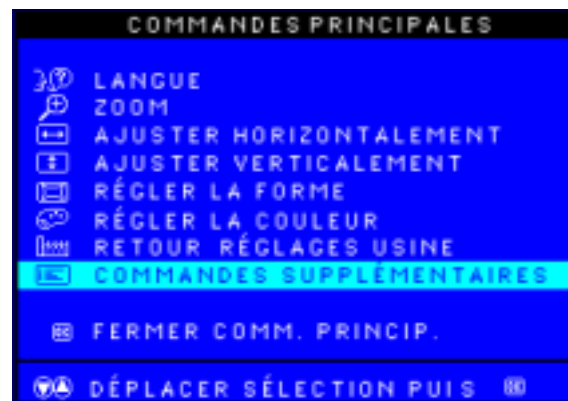 COMMANDES PRINCIPALES
LANGUE
ZOOM
AJUSTER HORIZONTALEMENT
AJUSTER VERTICALEMENT
RÉGLER LA FORME
RÉGLER LA COULEUR
RETOUR RÉGLAGES USINE
COMMANDES SUPPLÉMENTAIRES
FERMER COMM. PRINCIP.
DÉPLACER SÉLECTION PUIS